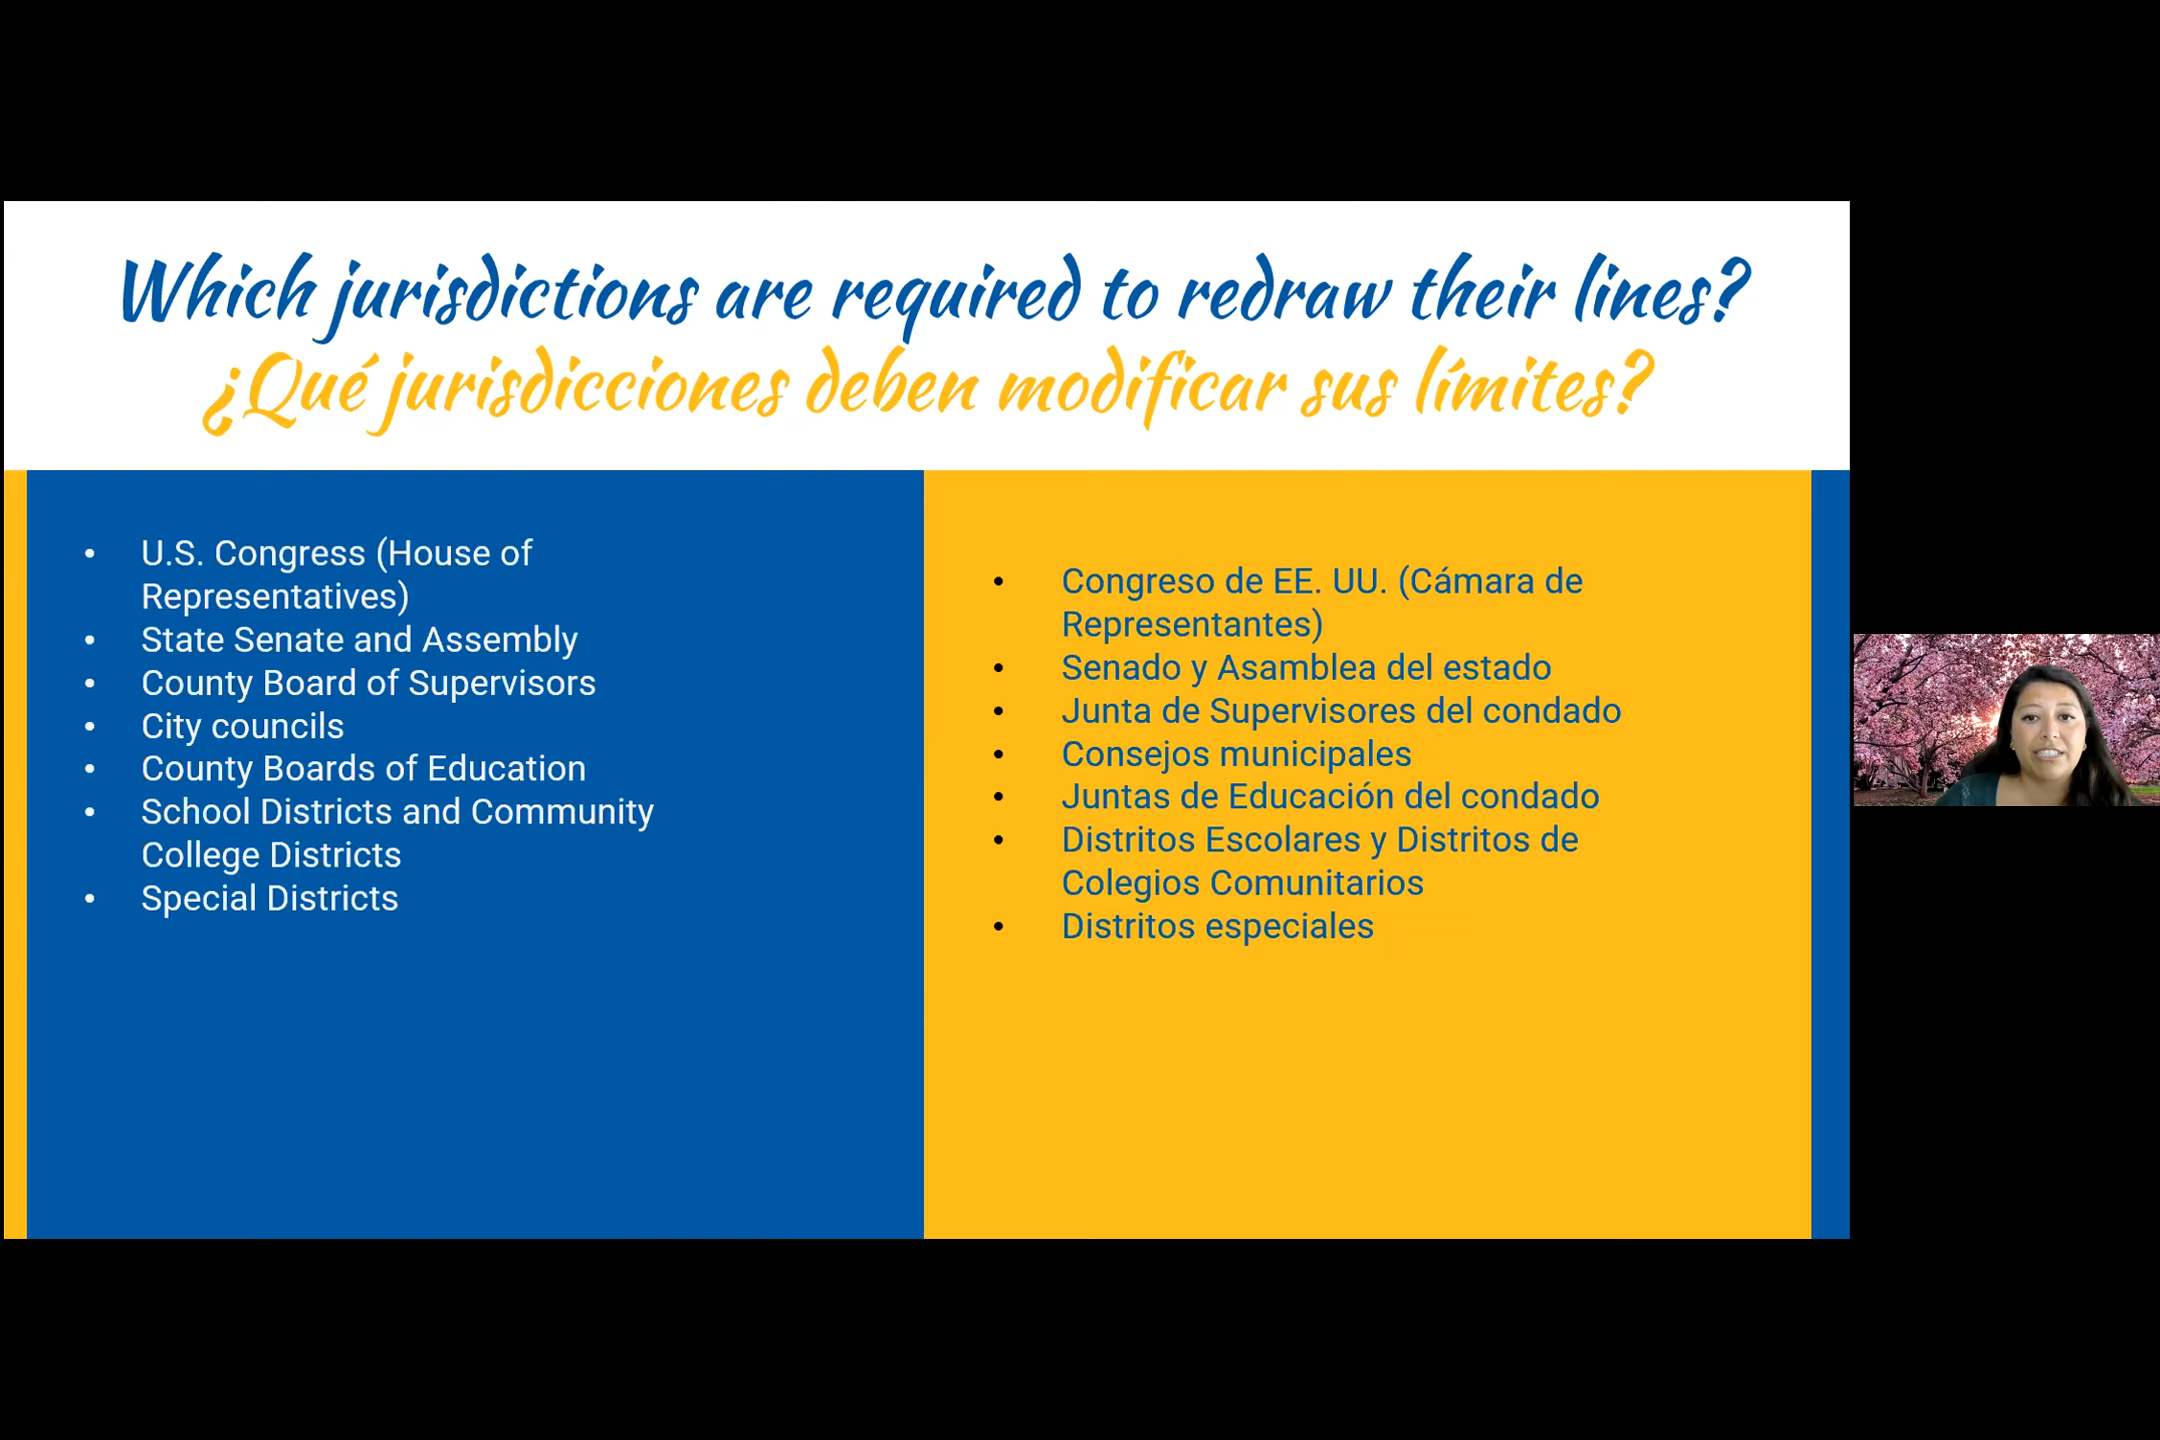 Which jurisdictions are required to redraw their lines?
¿Qué jurisdicciones deben modificar sus límites?
• U.S. Congress (House of
Representatives)
• State Senate and Assembly
• County Board of Supervisors
• City councils
• County Boards of Education
• School Districts and Community
College Districts
• Special Districts
• Congreso de EE. UU. (Cámara de
Representantes)
• Senado y Asamblea del estado
• Junta de Supervisores del condado
• Consejos municipales
• Juntas de Educación del condado
• Distritos Escolares y Distritos de
Colegios Comunitarios
• Distritos especiales